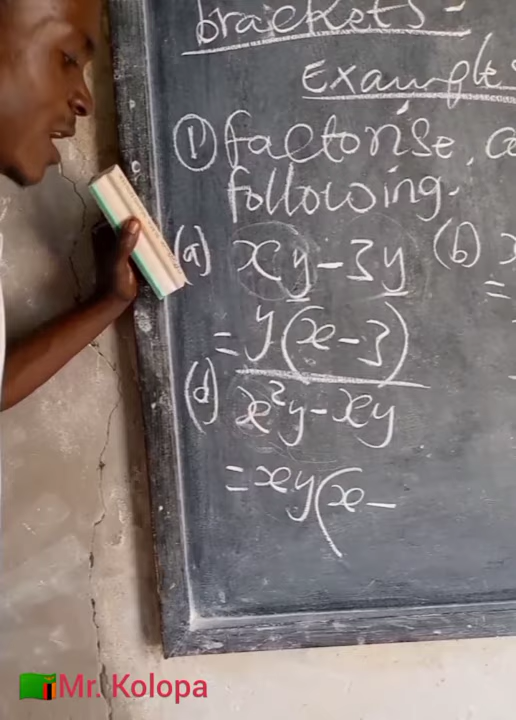 brackets -
Examples
① factorise,
following.
(a) xy - 3y (b) x
= y(x - 3) =
(d) x²y - xy
= xy(x -
Mr. Kolopa